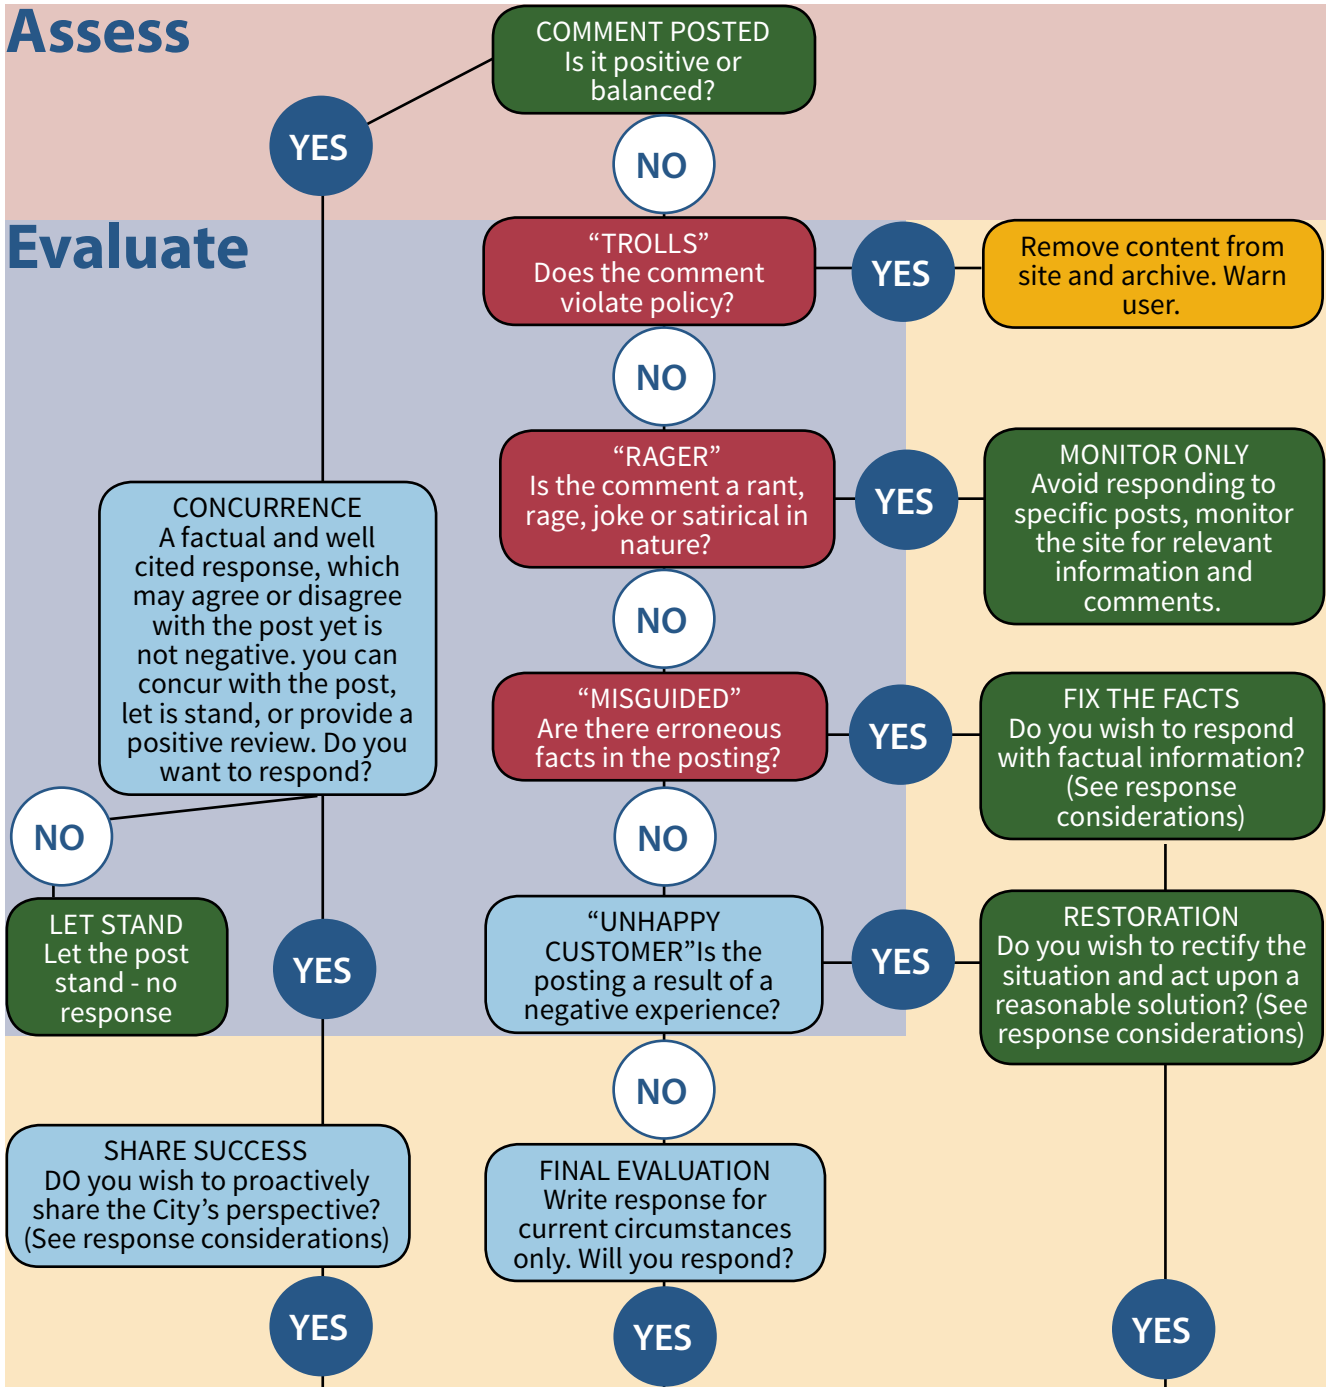 Assess
COMMENT POSTED
Is it positive or
balanced?
YES
NO
Evaluate
“TROLLS”
Does the comment
violate policy?
YES
Remove content from
site and archive. Warn
user.
NO
“RAGER”
Is the comment a rant,
rage, joke or satirical in
nature?
YES
MONITOR ONLY
Avoid responding to
specific posts, monitor
the site for relevant
information and
comments.
CONCURRENCE
A factual and well
cited response, which
may agree or disagree
with the post yet is
not negative. you can
concur with the post,
let is stand, or provide a
positive review. Do you
want to respond?
NO
“MISGUIDED”
Are there erroneous
facts in the posting?
YES
FIX THE FACTS
Do you wish to respond
with factual information?
(See response
considerations)
NO
NO
LET STAND
Let the post
stand - no
response
YES
“UNHAPPY
CUSTOMER”Is the
posting a result of a
negative experience?
YES
RESTORATION
Do you wish to rectify the
situation and act upon a
reasonable solution? (See
response considerations)
NO
SHARE SUCCESS
DO you wish to proactively
share the City’s perspective?
(See response considerations)
FINAL EVALUATION
Write response for
current circumstances
only. Will you respond?
YES
YES
YES